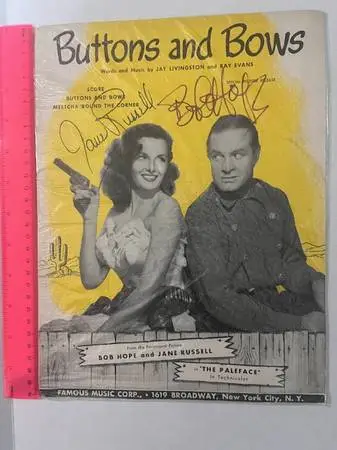 Buttons and Bows
Words and Music by JAY LIVINGSTON and RAY EVANS
SCORE
BUTTONS AND BOWS
MEETCHA 'ROUND THE CORNER
Jane Russell
Bob Hope
From the Paramount Picture
BOB HOPE and JANE RUSSELL
in "THE PALEFACE"
in Technicolor
FAMOUS MUSIC CORP., • 1619 BROADWAY, New York City, N. Y.